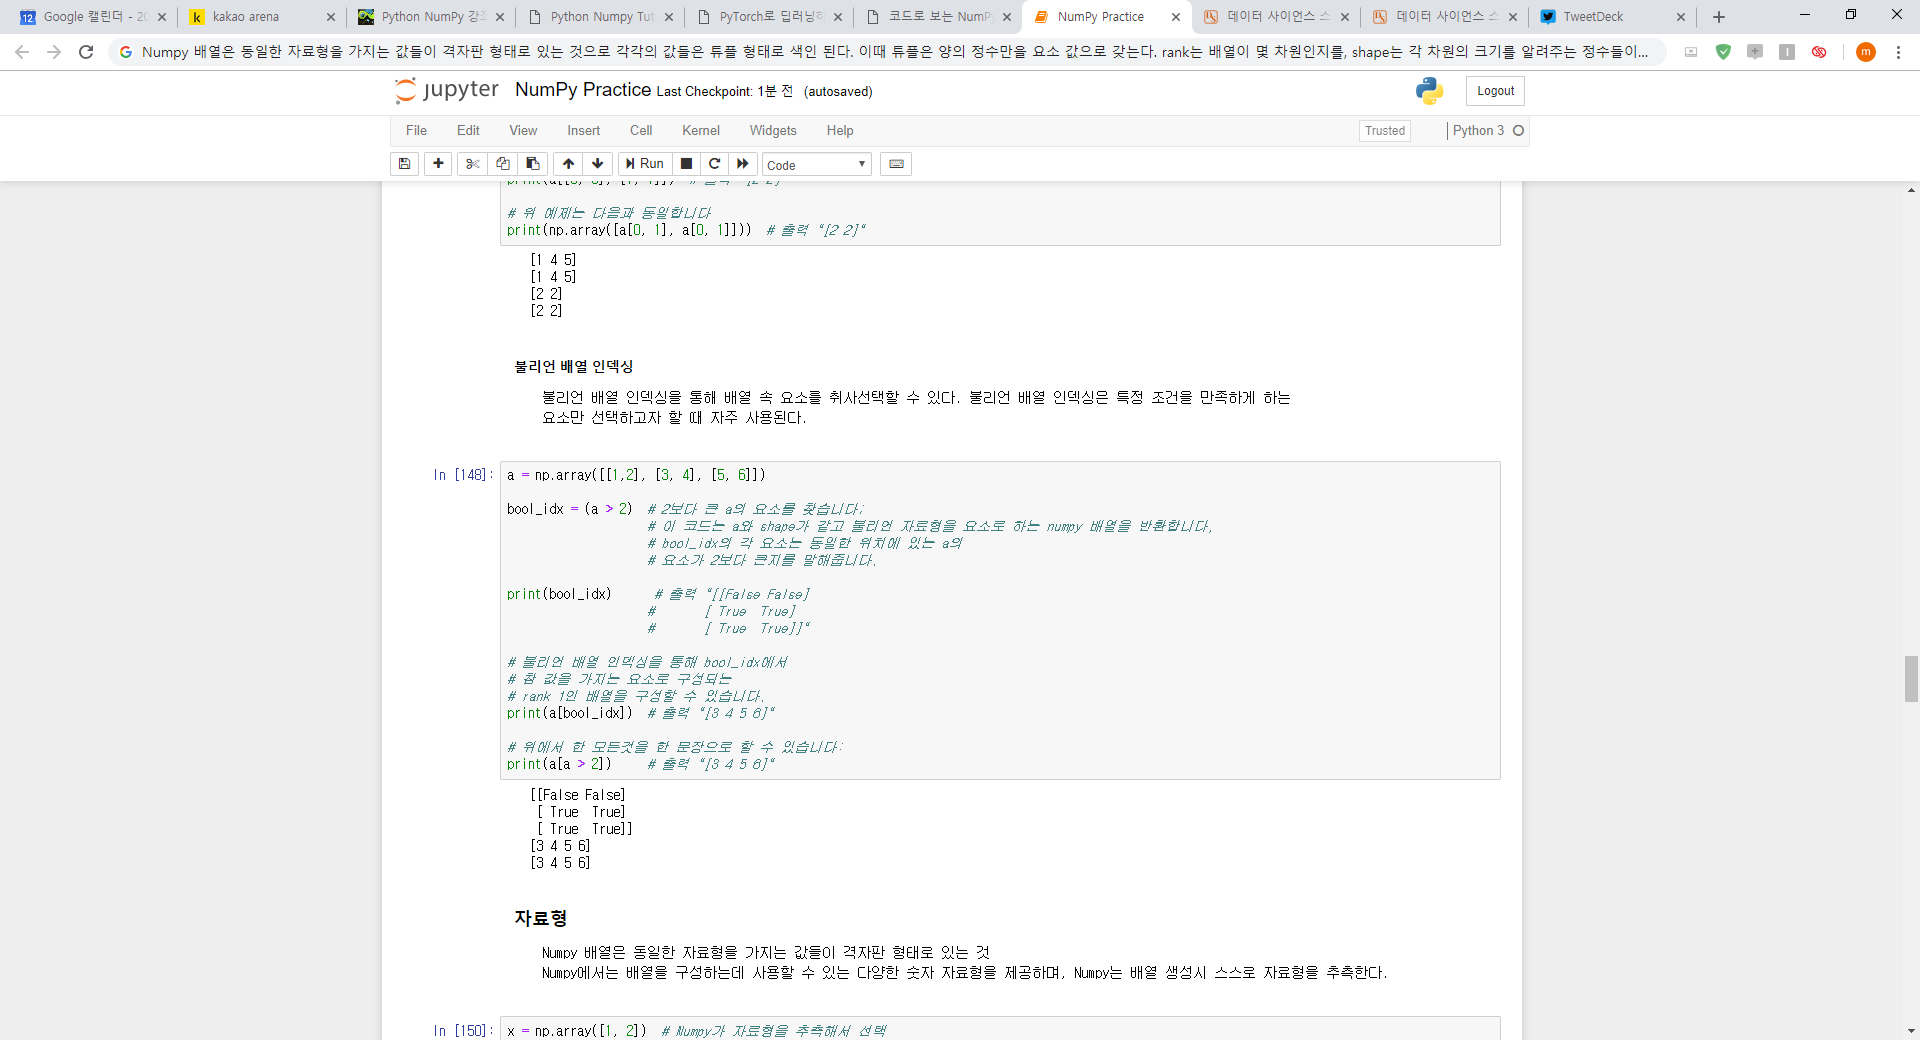 Google 캘린더 - 20
kakao arena
Python NumPy 강좌
Python Numpy Tut
PyTorch로 딥러닝하
코드로 보는 NumPy
NumPy Practice
데이터 사이언스 스
데이터 사이언스 스
TweetDeck
Numpy 배열은 동일한 자료형을 가지는 값들이 격자판 형태로 있는 것으로 각각의 값들은 튜플 형태로 색인 된다. 이때 튜플은 양의 정수만을 요소 값으로 갖는다. rank는 배열이 몇 차원인지를, shape는 각 차원의 크기를 알려주는 정수들이...
jupyter NumPy Practice Last Checkpoint: 1분 전 (autosaved)
Logout
File Edit View Insert Cell Kernel Widgets Help
Trusted
Python 3
Run
Code
# 위 예제는 다음과 동일합니다
print(np.array([a[0, 1], a[0, 1]])) # 출력 "[2 2]"
[1 4 5]
[1 4 5]
[2 2]
[2 2]
불리언 배열 인덱싱
불리언 배열 인덱싱을 통해 배열 속 요소를 취사선택할 수 있다. 불리언 배열 인덱싱은 특정 조건을 만족하게 하는
요소만 선택하고자 할 때 자주 사용된다.
In [148]:
a = np.array([[1,2], [3, 4], [5, 6]])
bool_idx = (a > 2) # 2보다 큰 a의 요소를 찾습니다;
# 이 코드는 a와 shape가 같고 불리언 자료형을 요소로 하는 numpy 배열을 반환합니다,
# bool_idx의 각 요소는 동일한 위치에 있는 a의
# 요소가 2보다 큰지를 말해줍니다.
print(bool_idx) # 출력 "[[False False]
# [ True True]
# [ True True]]"
# 불리언 배열 인덱싱을 통해 bool_idx에서
# 참 값을 가지는 요소로 구성되는
# rank 1인 배열을 구성할 수 있습니다.
print(a[bool_idx]) # 출력 "[3 4 5 6]"
# 위에서 한 모든것을 한 문장으로 할 수 있습니다:
print(a[a > 2]) # 출력 "[3 4 5 6]"
[[False False]
[ True True]
[ True True]]
[3 4 5 6]
[3 4 5 6]
자료형
Numpy 배열은 동일한 자료형을 가지는 값들이 격자판 형태로 있는 것
Numpy에서는 배열을 구성하는데 사용할 수 있는 다양한 숫자 자료형을 제공하며, Numpy는 배열 생성시 스스로 자료형을 추측한다.
In [150]:
x = np.array([1, 2]) # Numpy가 자료형을 추측해서 선택